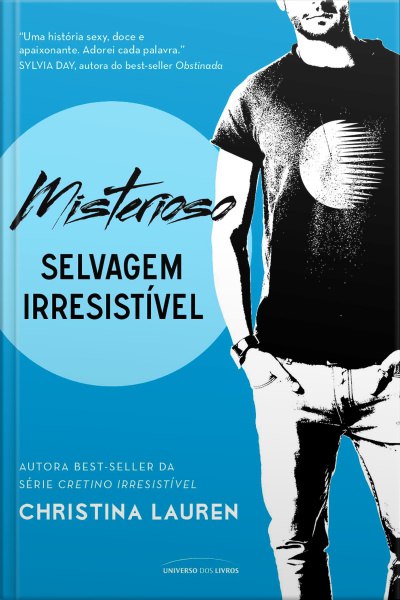 “Uma história sexy, doce e
apaixonante. Adorei cada palavra.”
SYLVIA DAY, autora do best-seller Obstinada
Misterioso
SELVAGEM
IRRESISTÍVEL
AUTORA BEST-SELLER DA
SÉRIE CRETINO IRRESISTÍVEL
CHRISTINA LAUREN
UNIVERSO DOS LIVROS